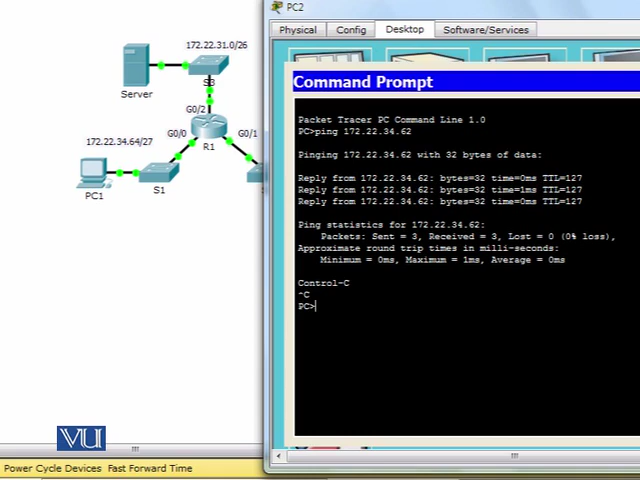 PC2
Physical Config Desktop Software/Services
172.22.31.0/26
S3
Server
G0/2
G0/0
G0/1
R1
172.22.34.64/27
S1
PC1
Command Prompt
Packet Tracer PC Command Line 1.0
PC>ping 172.22.34.62
Pinging 172.22.34.62 with 32 bytes of data:
Reply from 172.22.34.62: bytes=32 time=0ms TTL=127
Reply from 172.22.34.62: bytes=32 time=1ms TTL=127
Reply from 172.22.34.62: bytes=32 time=0ms TTL=127
Ping statistics for 172.22.34.62:
Packets: Sent = 3, Received = 3, Lost = 0 (0% loss),
Approximate round trip times in milli-seconds:
Minimum = 0ms, Maximum = 1ms, Average = 0ms
Control-C
^C
PC>
VU
Power Cycle Devices Fast Forward Time